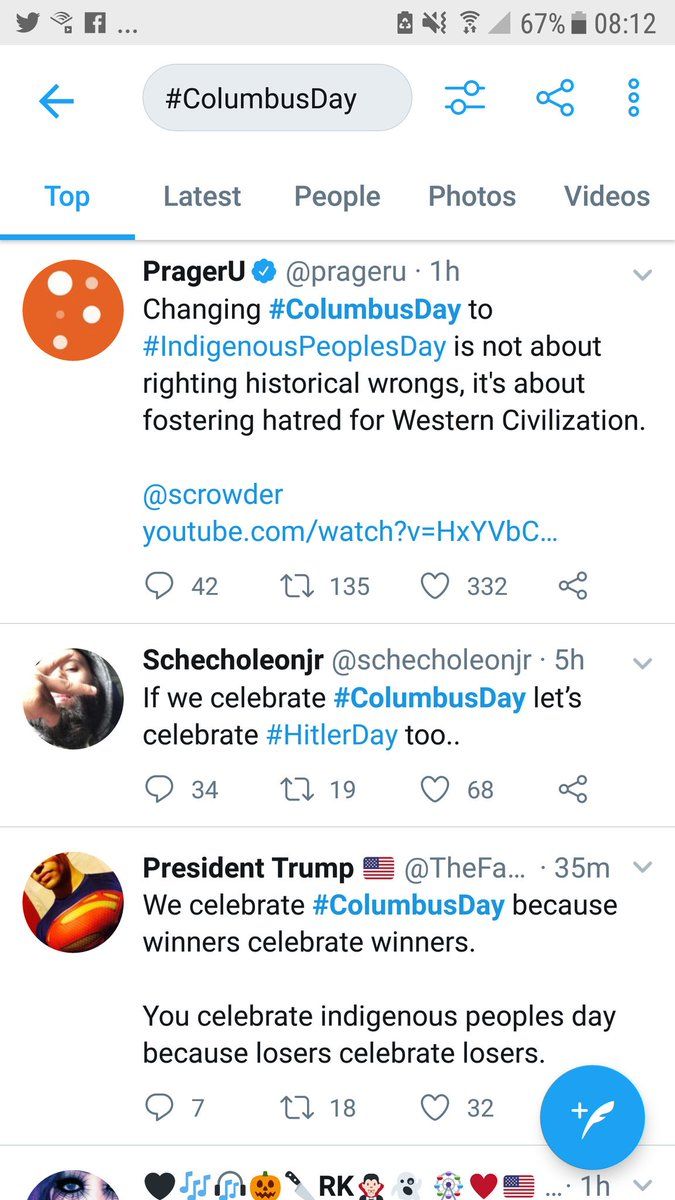 ... 67% 08:12
#ColumbusDay
Top Latest People Photos Videos
PragerU @prageru · 1h
Changing #ColumbusDay to
#IndigenousPeoplesDay is not about
righting historical wrongs, it's about
fostering hatred for Western Civilization.
@scrowder
youtube.com/watch?v=HxYVbC...
42 135 332
Schecholeonjr @schecholeonjr · 5h
If we celebrate #ColumbusDay let’s
celebrate #HitlerDay too..
34 19 68
President Trump 🇺🇸 @TheFa... · 35m
We celebrate #ColumbusDay because
winners celebrate winners.
You celebrate indigenous peoples day
because losers celebrate losers.
7 18 32
🖤🎶🎧🎃🔪RK🧛👻🎡❤️🇺🇸 ... · 1h